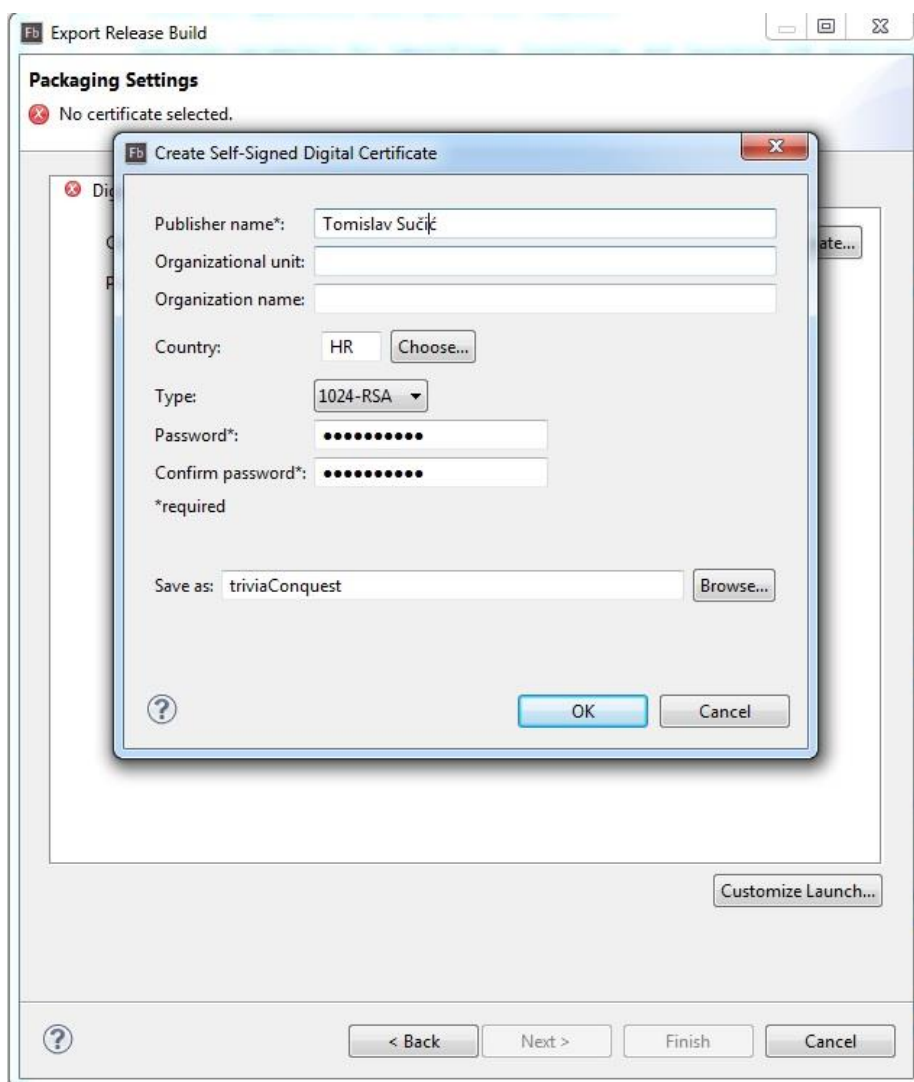 Fb Export Release Build
Packaging Settings
No certificate selected.
Fb Create Self-Signed Digital Certificate
Publisher name*: Tomislav Sučić
Organizational unit:
Organization name:
Country: HR Choose...
Type: 1024-RSA
Password*: ●●●●●●●●●●
Confirm password*: ●●●●●●●●●●
*required
Save as: triviaConquest Browse...
? OK Cancel
Customize Launch...
? < Back Next > Finish Cancel